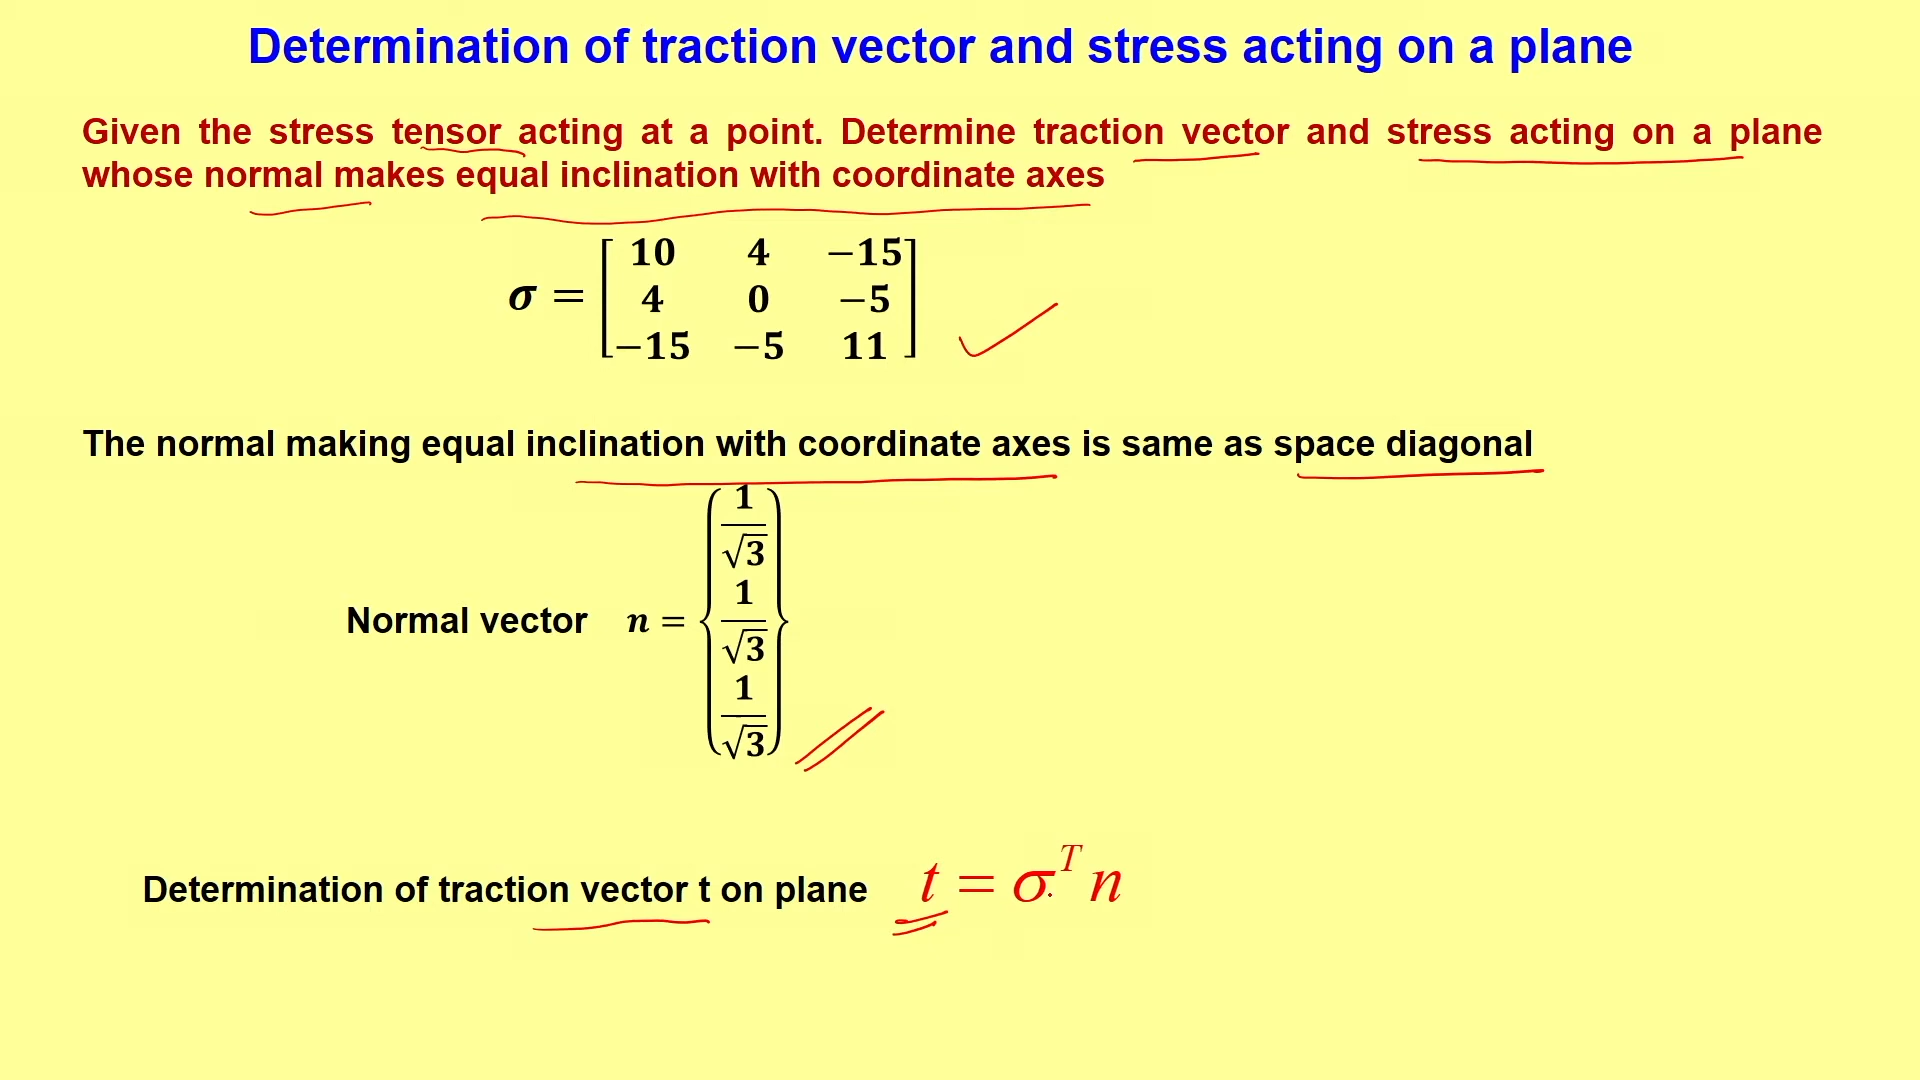 Determination of traction vector and stress acting on a plane
Given the stress tensor acting at a point. Determine traction vector and stress acting on a plane
whose normal makes equal inclination with coordinate axes
σ = [10 4 −15
4 0 −5
−15 −5 11]
The normal making equal inclination with coordinate axes is same as space diagonal
Normal vector n = {1/√3
1/√3
1/√3}
Determination of traction vector t on plane t = σᵀ n